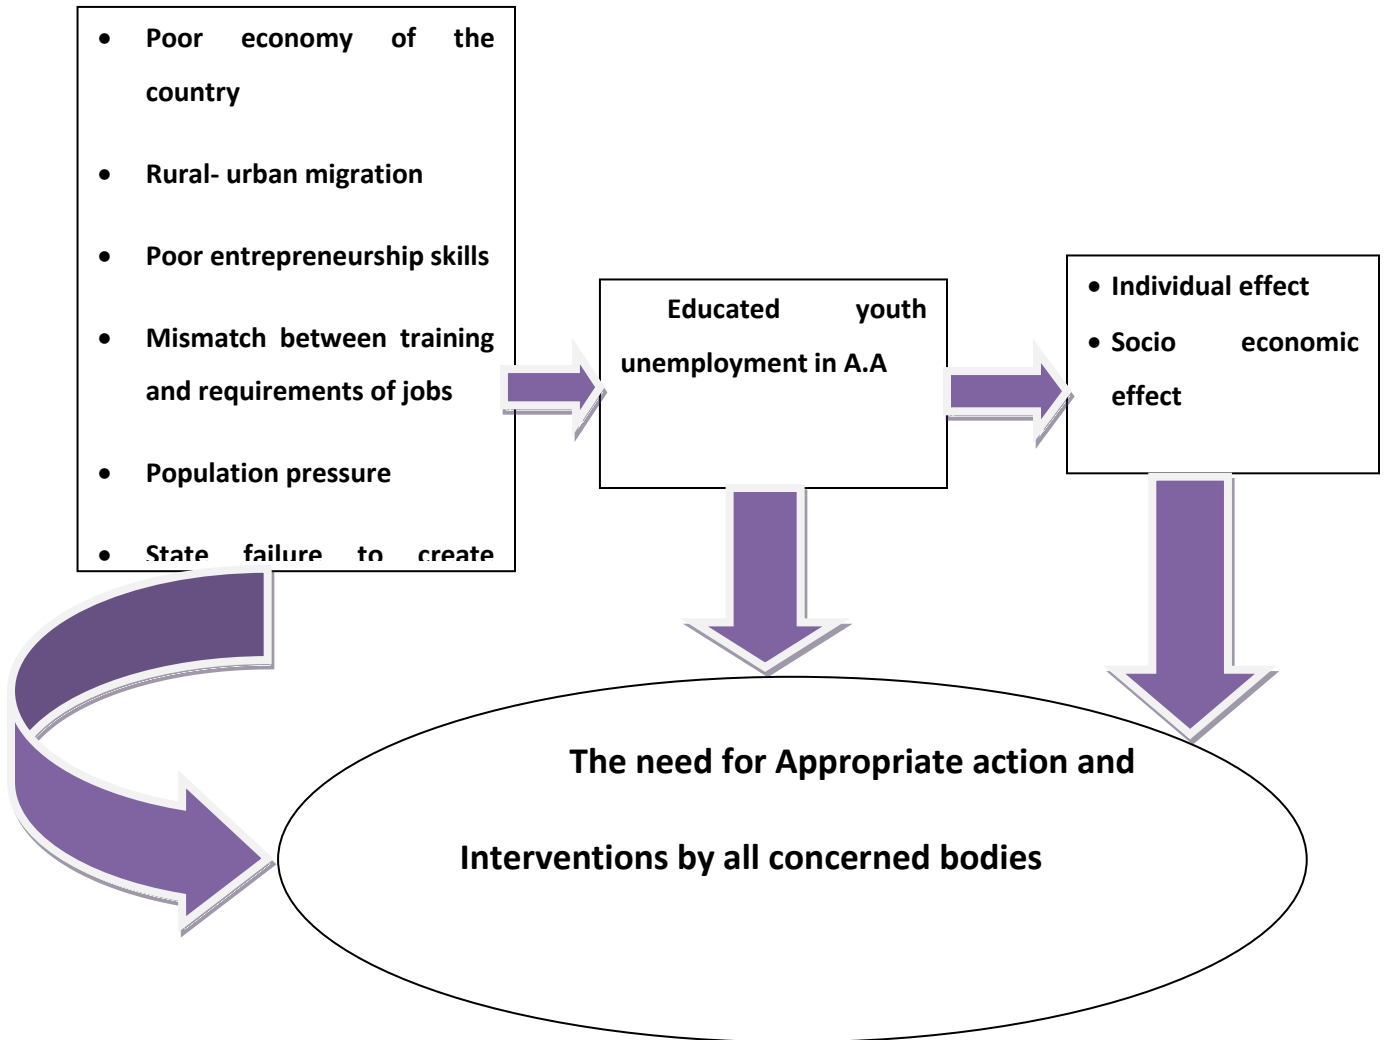 • Poor economy of the
country
• Rural- urban migration
• Poor entrepreneurship skills
• Mismatch between training
and requirements of jobs
• Population pressure
• State failure to create
Educated youth
unemployment in A.A
• Individual effect
• Socio economic
effect
The need for Appropriate action and
Interventions by all concerned bodies